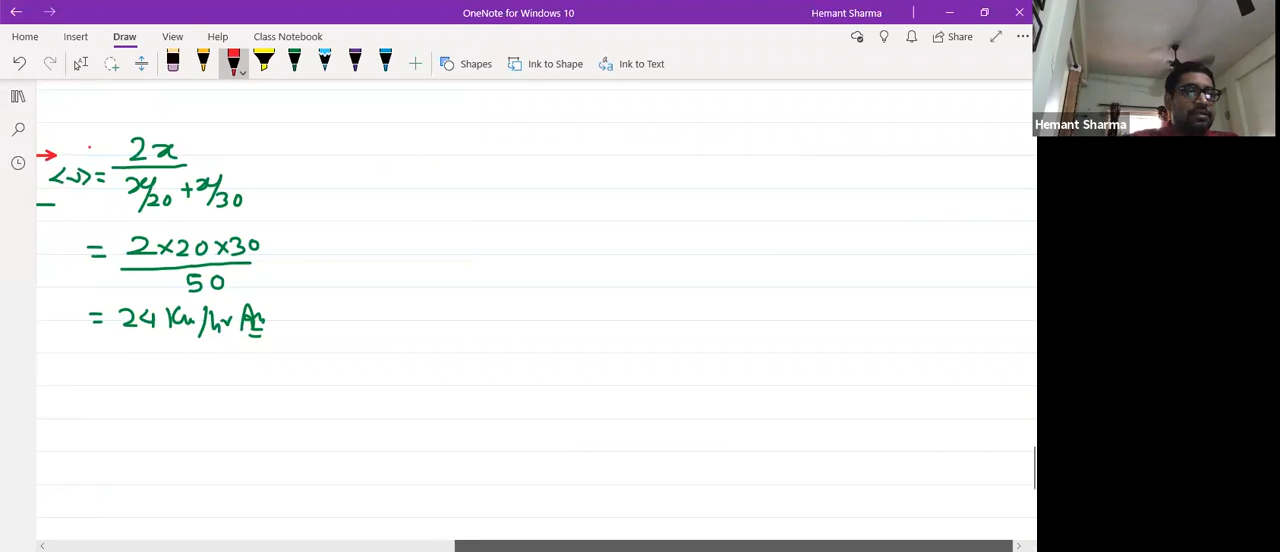 OneNote for Windows 10
Hemant Sharma
Home Insert Draw View Help Class Notebook
Share
Shapes Ink to Shape Ink to Text
Hemant Sharma
<v> = 2x / (x/20 + x/30)
= 2×20×30 / 50
= 24 Km/hr An